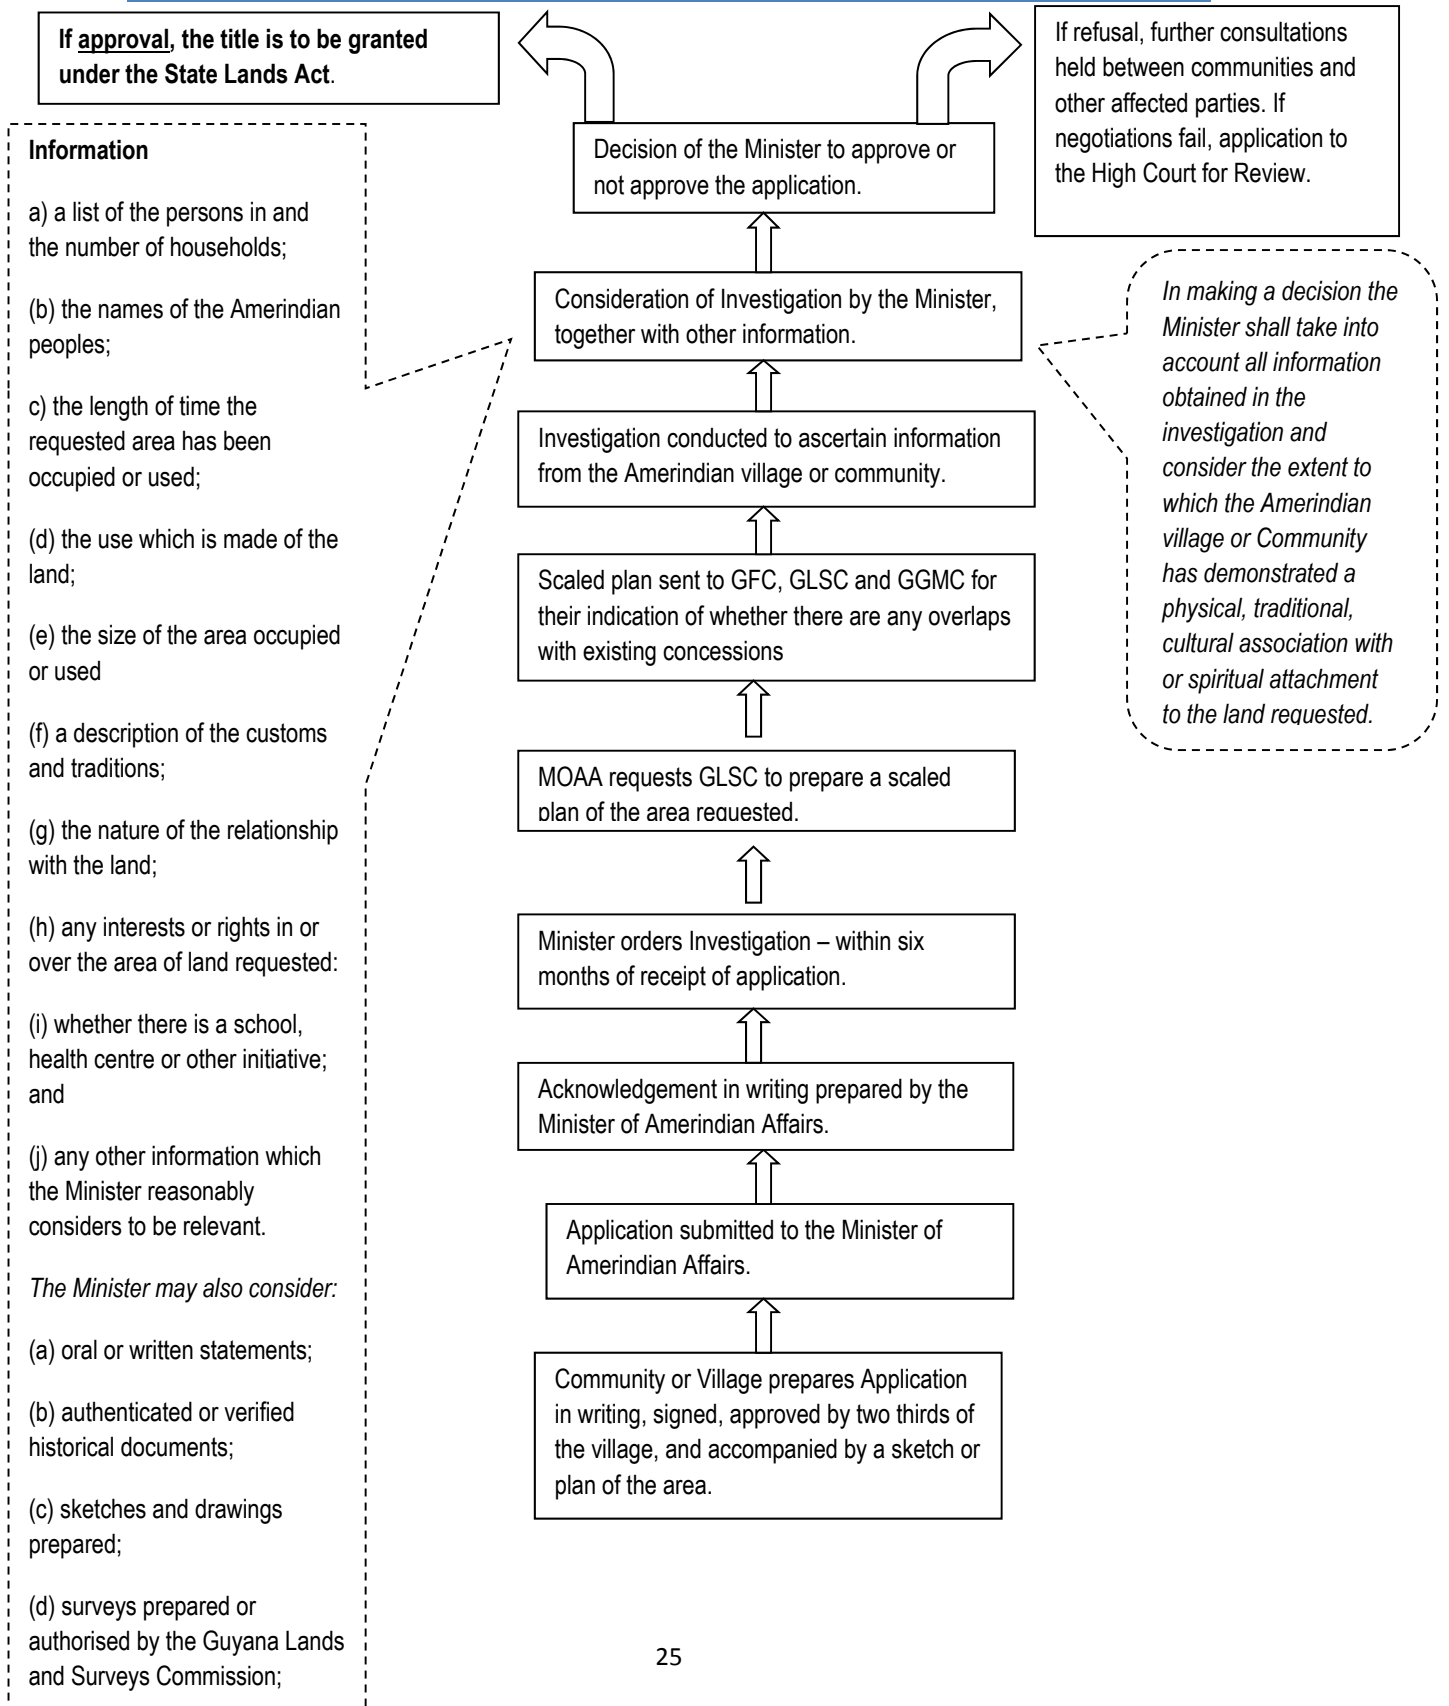 If approval, the title is to be granted
under the State Lands Act.
If refusal, further consultations
held between communities and
other affected parties. If
negotiations fail, application to
the High Court for Review.
Decision of the Minister to approve or
not approve the application.
Information
a) a list of the persons in and
the number of households;
(b) the names of the Amerindian
peoples;
c) the length of time the
requested area has been
occupied or used;
(d) the use which is made of the
land;
(e) the size of the area occupied
or used
(f) a description of the customs
and traditions;
(g) the nature of the relationship
with the land;
(h) any interests or rights in or
over the area of land requested:
(i) whether there is a school,
health centre or other initiative;
and
(j) any other information which
the Minister reasonably
considers to be relevant.
The Minister may also consider:
(a) oral or written statements;
(b) authenticated or verified
historical documents;
(c) sketches and drawings
prepared;
(d) surveys prepared or
authorised by the Guyana Lands
and Surveys Commission;
Consideration of Investigation by the Minister,
together with other information.
In making a decision the
Minister shall take into
account all information
obtained in the
investigation and
consider the extent to
which the Amerindian
village or Community
has demonstrated a
physical, traditional,
cultural association with
or spiritual attachment
to the land requested.
Investigation conducted to ascertain information
from the Amerindian village or community.
Scaled plan sent to GFC, GLSC and GGMC for
their indication of whether there are any overlaps
with existing concessions
MOAA requests GLSC to prepare a scaled
plan of the area requested.
Minister orders Investigation – within six
months of receipt of application.
Acknowledgement in writing prepared by the
Minister of Amerindian Affairs.
Application submitted to the Minister of
Amerindian Affairs.
Community or Village prepares Application
in writing, signed, approved by two thirds of
the village, and accompanied by a sketch or
plan of the area.
25